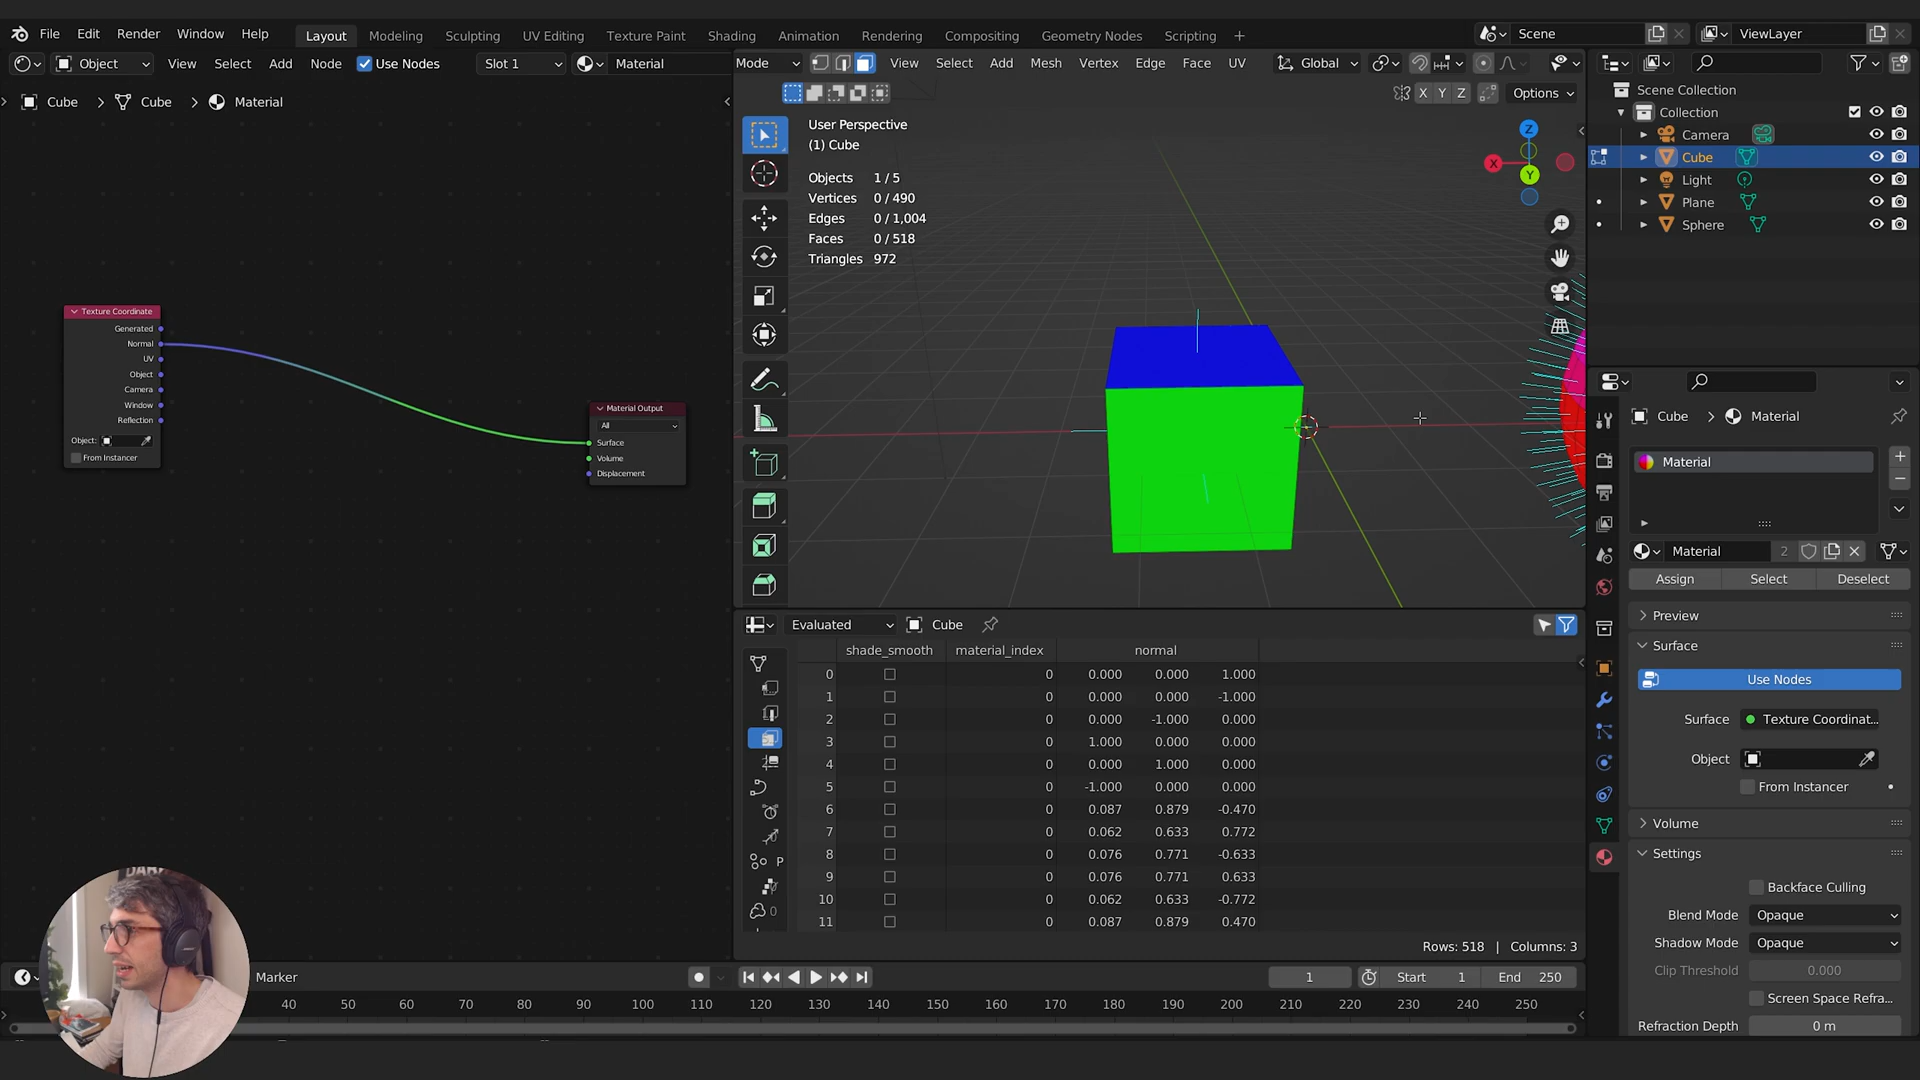 File Edit Render Window Help Layout Modeling Sculpting UV Editing Texture Paint Shading Animation Rendering Compositing Geometry Nodes Scripting + Scene ViewLayer
Object View Select Add Node Use Nodes Slot 1 Material
Mode View Select Add Mesh Vertex Edge Face UV Global
Cube > Cube > Material
X Y Z Options
User Perspective
(1) Cube
Objects 1 / 5
Vertices 0 / 490
Edges 0 / 1,004
Faces 0 / 518
Triangles 972
Z
X
Y
Scene Collection
Collection
Camera
Cube
Light
Plane
Sphere
Texture Coordinate
Generated
Normal
UV
Object
Camera
Window
Reflection
Object:
From Instancer
Material Output
All
Surface
Volume
Displacement
Cube > Material
Material
Material 2
Assign Select Deselect
Preview
Surface
Use Nodes
Surface Texture Coordinat...
Object
From Instancer
Volume
Settings
Backface Culling
Blend Mode Opaque
Shadow Mode Opaque
Clip Threshold 0.000
Screen Space Refra...
Refraction Depth 0 m
Evaluated Cube
shade_smooth material_index normal
0 0 0.000 0.000 1.000
1 0 0.000 0.000 -1.000
2 0 0.000 -1.000 0.000
3 0 1.000 0.000 0.000
4 0 0.000 1.000 0.000
5 0 -1.000 0.000 0.000
6 0 0.087 0.879 -0.470
7 0 0.062 0.633 0.772
8 0 0.076 0.771 -0.633
9 0 0.076 0.771 0.633
10 0 0.062 0.633 -0.772
11 0 0.087 0.879 0.470
P
0
Rows: 518 | Columns: 3
Marker 1 Start 1 End 250
40 50 60 70 80 90 100 110 120 130 140 150 160 170 180 190 200 210 220 230 240 250